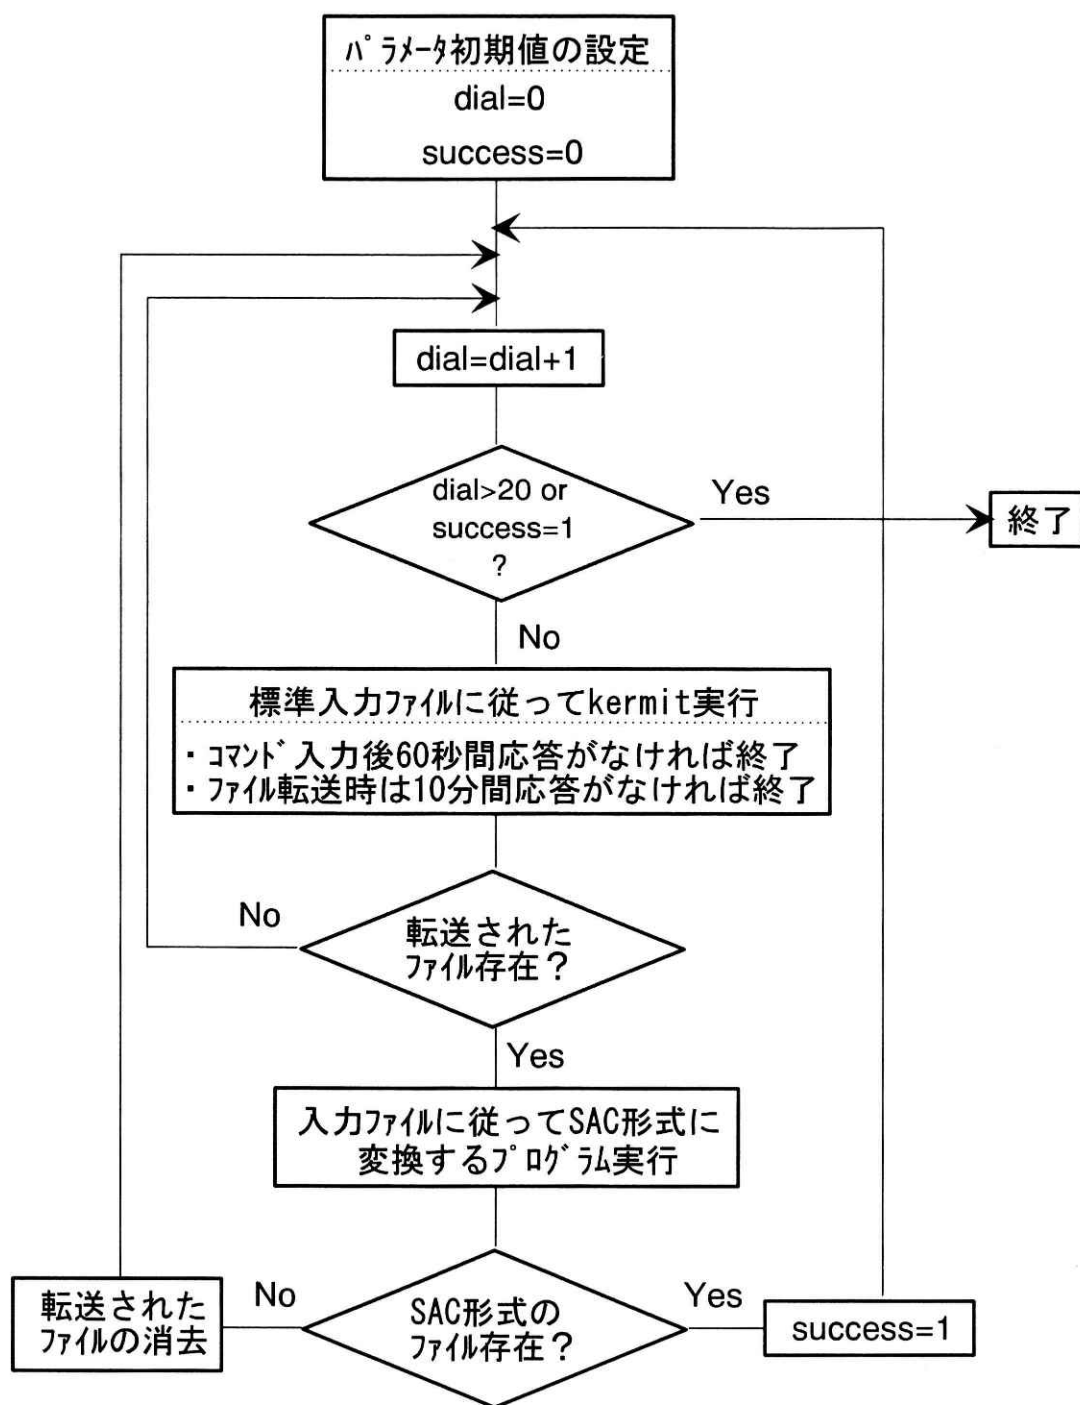 パラメータ初期値の設定
dial=0
success=0
dial=dial+1
dial>20 or
success=1
?
Yes
終了
No
標準入力ファイルに従ってkermit実行
・コマンド入力後60秒間応答がなければ終了
・ファイル転送時は10分間応答がなければ終了
No
転送された
ファイル存在？
Yes
入力ファイルに従ってSAC形式に
変換するプログラム実行
転送された
ファイルの消去
No
SAC形式の
ファイル存在？
Yes
success=1